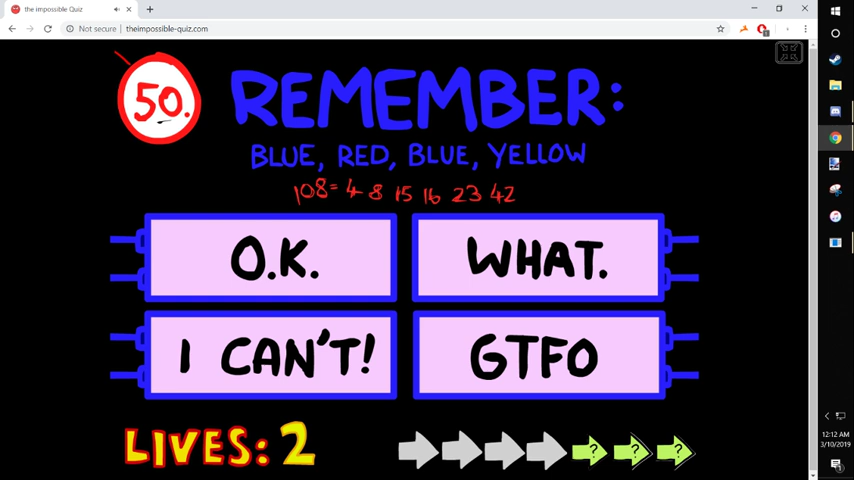 the impossible Quiz
Not secure | theimpossible-quiz.com
50.
REMEMBER:
BLUE, RED, BLUE, YELLOW
108= 4 8 15 16 23 42
O.K.
WHAT.
I CAN'T!
GTFO
LIVES: 2
? ? ?
12:12 AM
3/10/2019